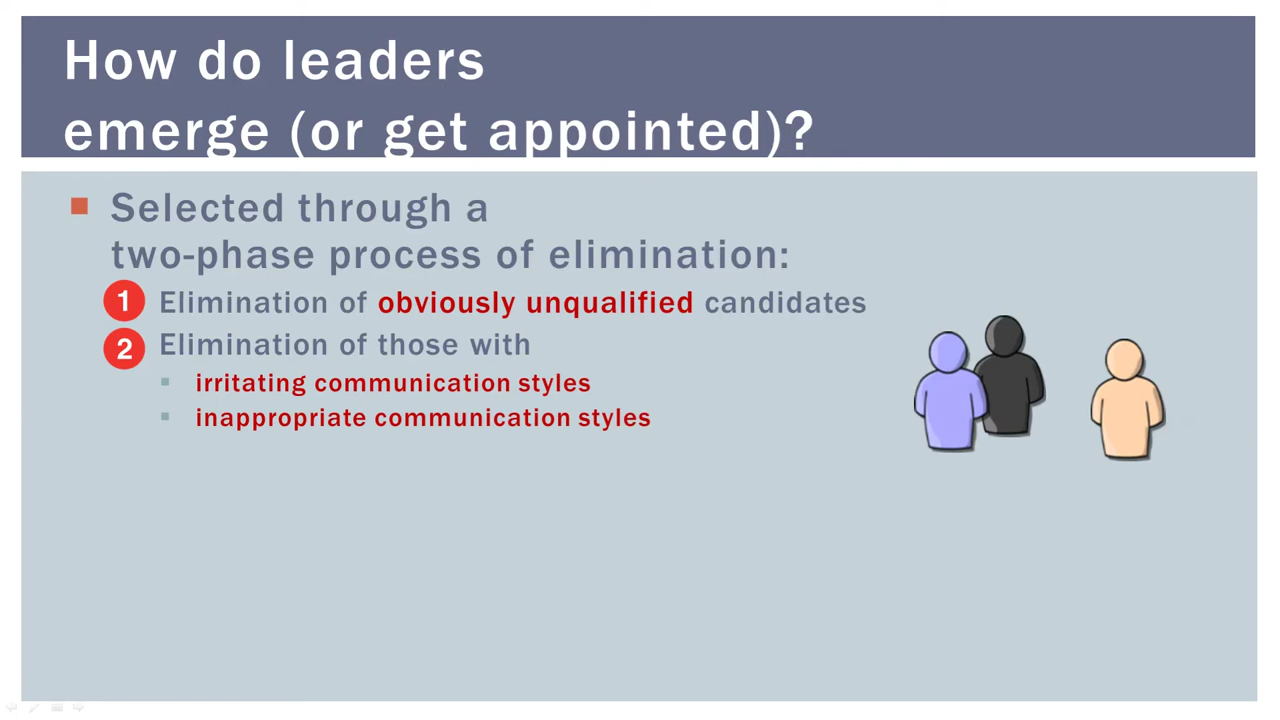 How do leaders
emerge (or get appointed)?
Selected through a
two-phase process of elimination:
1 Elimination of obviously unqualified candidates
2 Elimination of those with
irritating communication styles
inappropriate communication styles